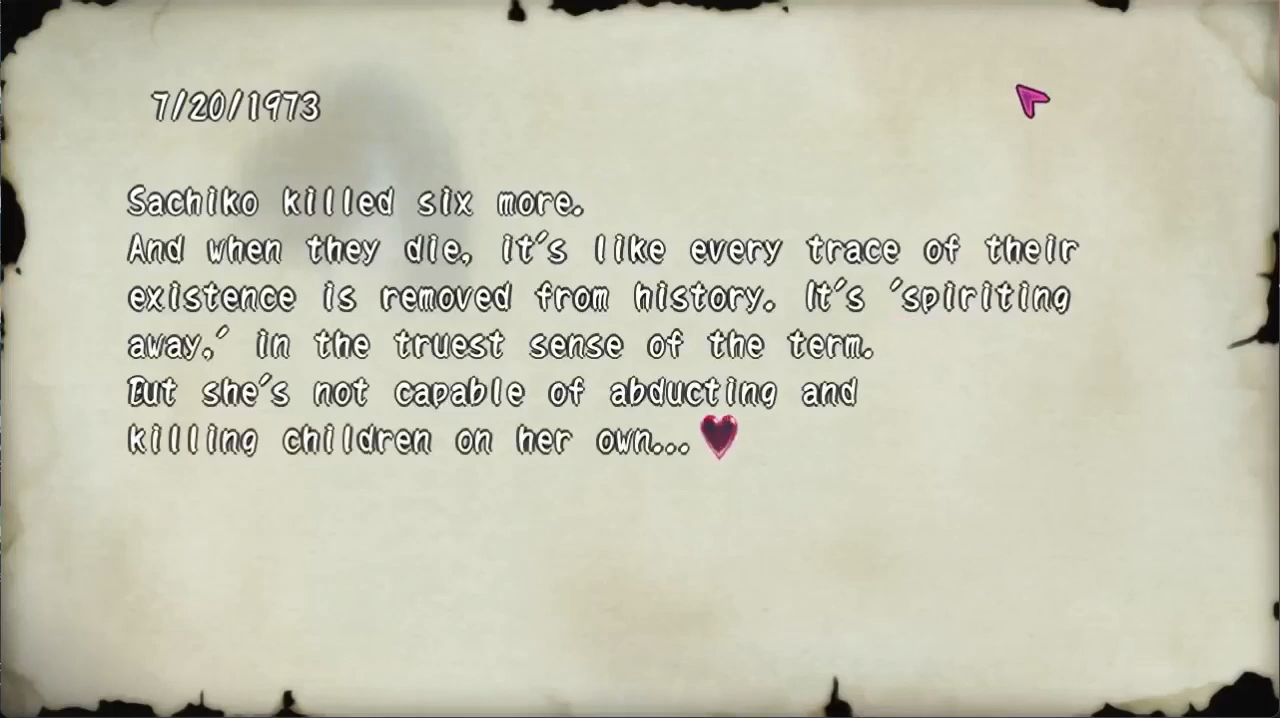 7/20/1973
Sachiko killed six more.
And when they die, it's like every trace of their
existence is removed from history. It's 'spiriting
away,' in the truest sense of the term.
But she's not capable of abducting and
killing children on her own...